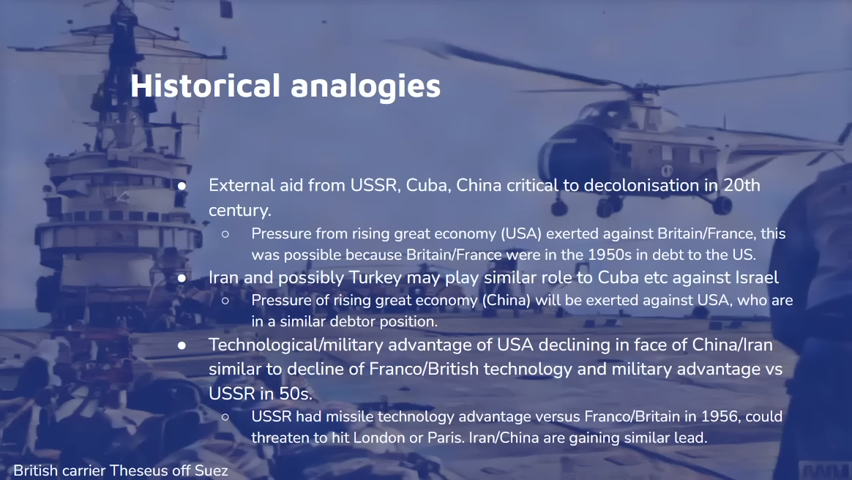 Historical analogies
● External aid from USSR, Cuba, China critical to decolonisation in 20th
century.
○ Pressure from rising great economy (USA) exerted against Britain/France, this
was possible because Britain/France were in the 1950s in debt to the US.
● Iran and possibly Turkey may play similar role to Cuba etc against Israel
○ Pressure of rising great economy (China) will be exerted against USA, who are
in a similar debtor position.
● Technological/military advantage of USA declining in face of China/Iran
similar to decline of Franco/British technology and military advantage vs
USSR in 50s.
○ USSR had missile technology advantage versus Franco/Britain in 1956, could
threaten to hit London or Paris. Iran/China are gaining similar lead.
British carrier Theseus off Suez
IWM